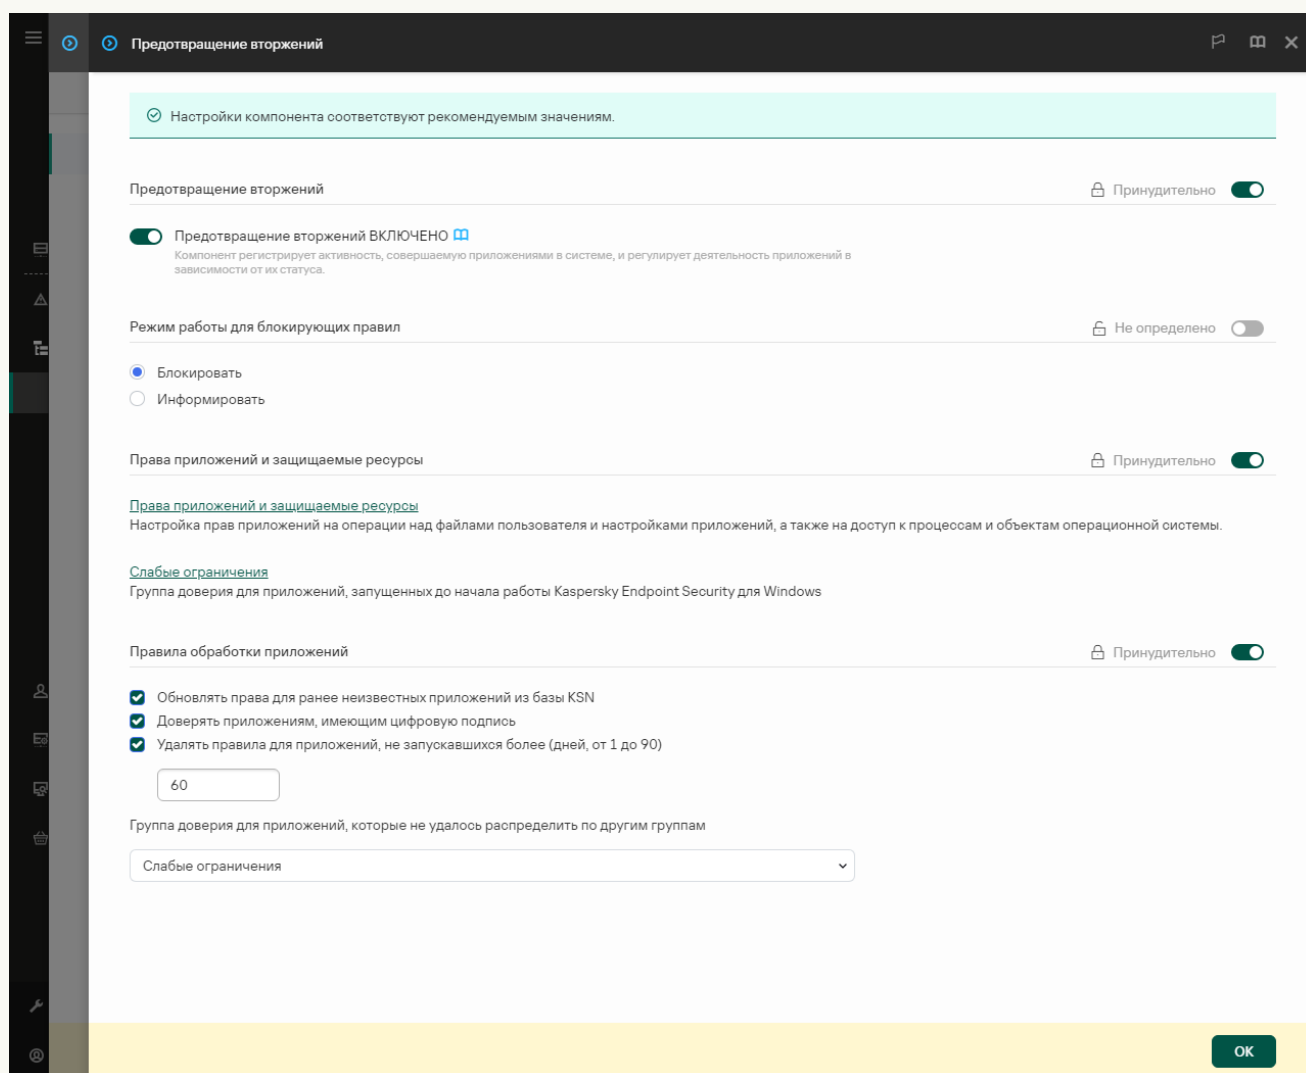 Предотвращение вторжений
Настройки компонента соответствуют рекомендуемым значениям.
Предотвращение вторжений
Принудительно
Предотвращение вторжений ВКЛЮЧЕНО
Компонент регистрирует активность, совершаемую приложениями в системе, и регулирует деятельность приложений в
зависимости от их статуса.
Режим работы для блокирующих правил
Не определено
Блокировать
Информировать
Права приложений и защищаемые ресурсы
Принудительно
Права приложений и защищаемые ресурсы
Настройка прав приложений на операции над файлами пользователя и настройками приложений, а также на доступ к процессам и объектам операционной системы.
Слабые ограничения
Группа доверия для приложений, запущенных до начала работы Kaspersky Endpoint Security для Windows
Правила обработки приложений
Принудительно
Обновлять права для ранее неизвестных приложений из базы KSN
Доверять приложениям, имеющим цифровую подпись
Удалять правила для приложений, не запускавшихся более (дней, от 1 до 90)
60
Группа доверия для приложений, которые не удалось распределить по другим группам
Слабые ограничения
OK